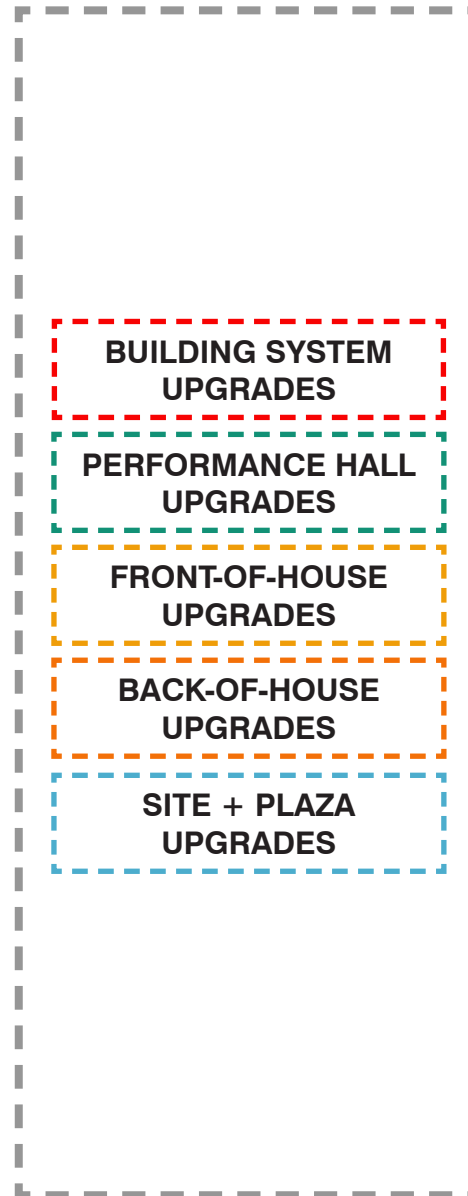 BUILDING SYSTEM
UPGRADES
PERFORMANCE HALL
UPGRADES
FRONT-OF-HOUSE
UPGRADES
BACK-OF-HOUSE
UPGRADES
SITE + PLAZA
UPGRADES